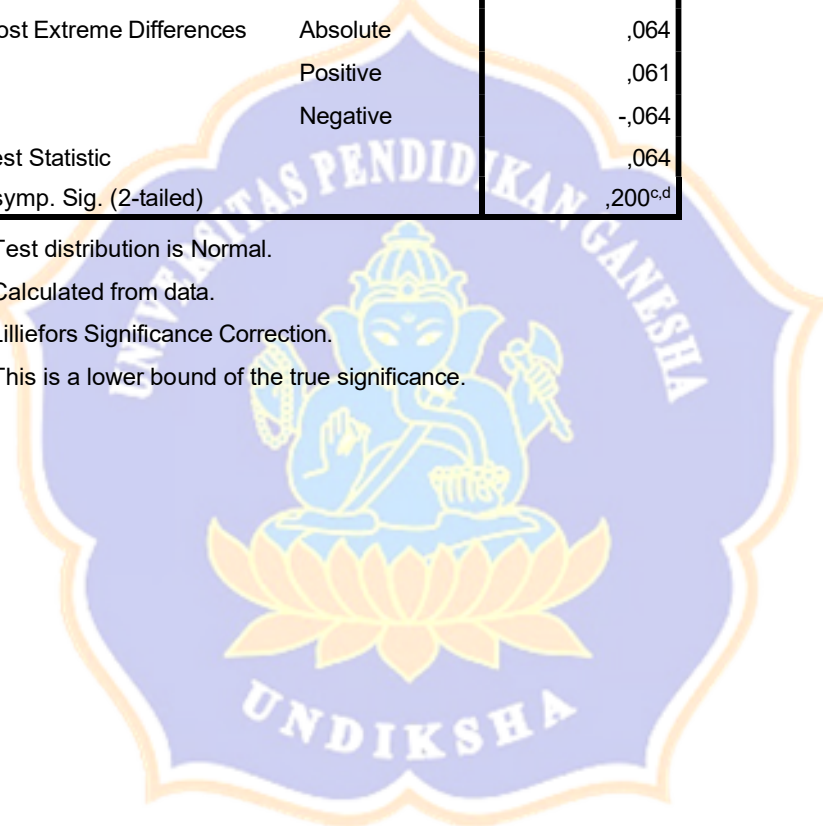 ost Extreme Differences Absolute ,064
Positive ,061
Negative -,064
est Statistic ,064
symp. Sig. (2-tailed) ,200c,d
Test distribution is Normal.
Calculated from data.
illiefors Significance Correction.
This is a lower bound of the true significance.
UNIVERSITAS PENDIDIKAN GANESHA
UNDIKSHA